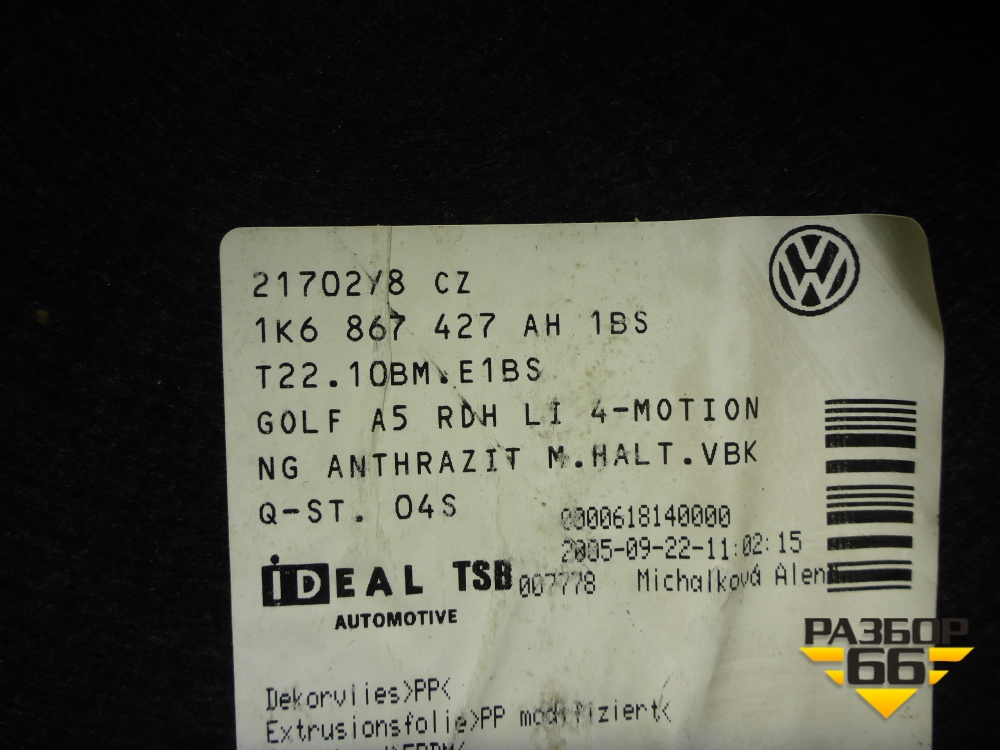 21702Y8 CZ
1K6 867 427 AH 1BS
T22.10BM.E1BS
GOLF A5 RDH LI 4-MOTION
NG ANTHRAZIT M.HALT.VBK
Q-ST. 04S
0000618140000
2005-09-22-11:02:15
007778 Michalková Alen
IDEAL TSB
AUTOMOTIVE
РАЗБОР
66
Dekorvlies>PP<
Extrusionsfolie>PP modifiziert<